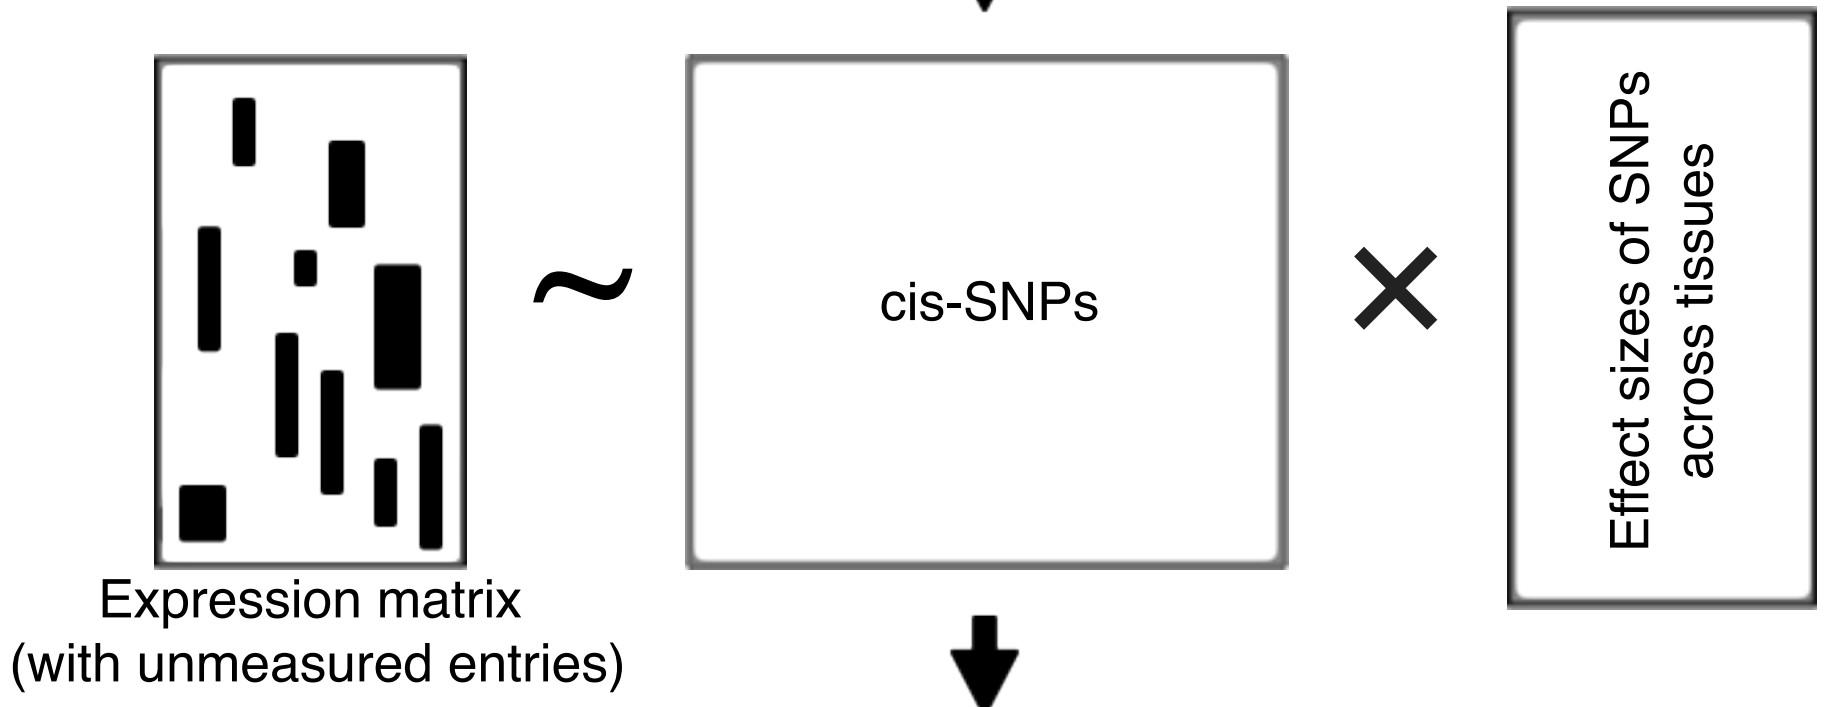 Expression matrix
(with unmeasured entries)
~
cis-SNPs
×
Effect sizes of SNPs
across tissues